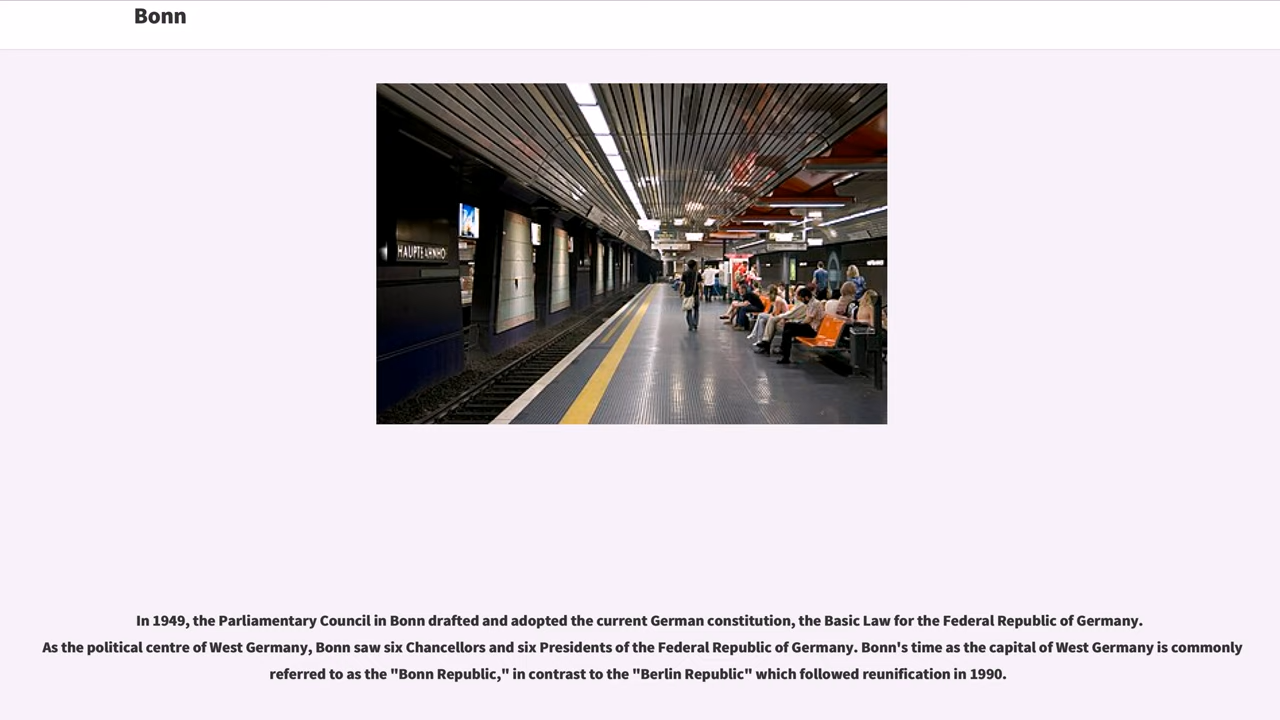 Bonn
HAUPTBAHNHO
In 1949, the Parliamentary Council in Bonn drafted and adopted the current German constitution, the Basic Law for the Federal Republic of Germany.
As the political centre of West Germany, Bonn saw six Chancellors and six Presidents of the Federal Republic of Germany. Bonn's time as the capital of West Germany is commonly
referred to as the "Bonn Republic," in contrast to the "Berlin Republic" which followed reunification in 1990.